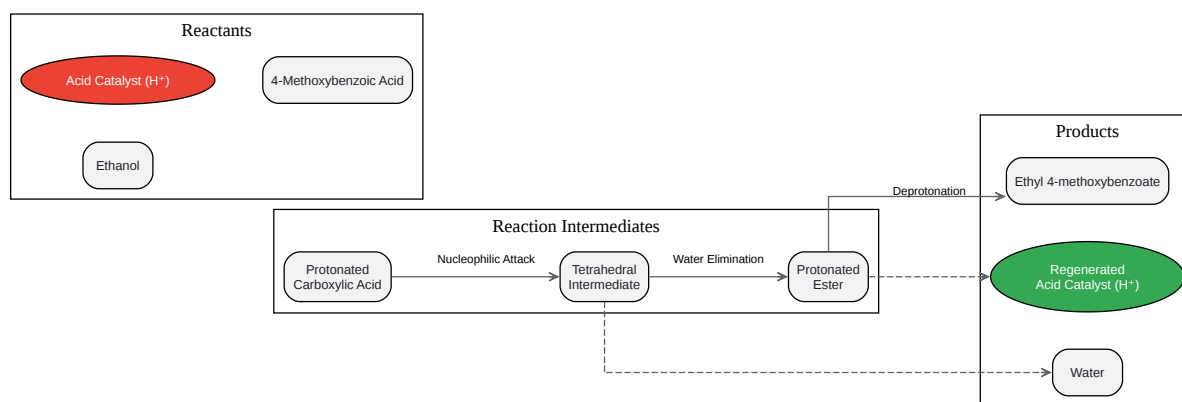 Reactants
Acid Catalyst (H⁺)
4-Methoxybenzoic Acid
Ethanol
Products
Ethyl 4-methoxybenzoate
Deprotonation
Reaction Intermediates
Protonated
Carboxylic Acid
Nucleophilic Attack
Tetrahedral
Intermediate
Water Elimination
Protonated
Ester
Regenerated
Acid Catalyst (H⁺)
Water